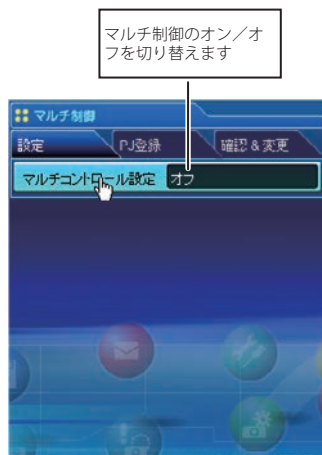 マルチ制御のオン／オ
フを切り替えます
マルチ制御
設定 PJ登録 確認＆変更
マルチコントロール設定 オフ